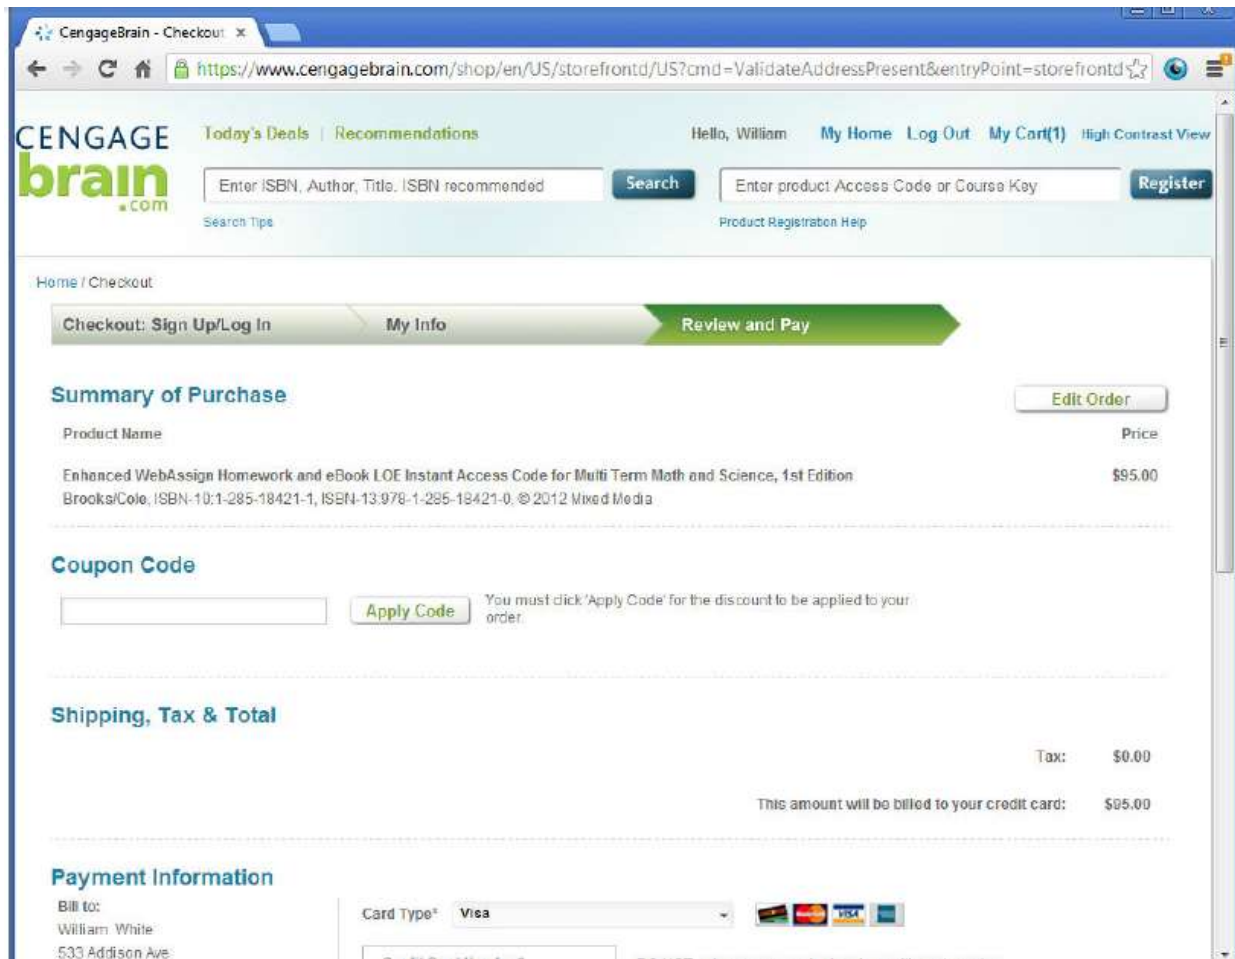 CengageBrain - Checkout
https://www.cengagebrain.com/shop/en/US/storefrontd/US?cmd=ValidateAddressPresent&entryPoint=storefrontd
CENGAGE
brain
.com
Today's Deals | Recommendations
Hello, William My Home Log Out My Cart(1) High Contrast View
Enter ISBN, Author, Title. ISBN recommended Search Enter product Access Code or Course Key Register
Search Tips Product Registration Help
Home / Checkout
Checkout: Sign Up/Log In My Info Review and Pay
Summary of Purchase Edit Order
Product Name Price
Enhanced WebAssign Homework and eBook LOE Instant Access Code for Multi Term Math and Science, 1st Edition $95.00
Brooks/Cole, ISBN-10:1-285-18421-1, ISBN-13:978-1-285-18421-0, © 2012 Mixed Media
Coupon Code
Apply Code You must click 'Apply Code' for the discount to be applied to your
order.
Shipping, Tax & Total
Tax: $0.00
This amount will be billed to your credit card: $95.00
Payment Information
Bill to:
William White
533 Addison Ave
Card Type* Visa
VISA